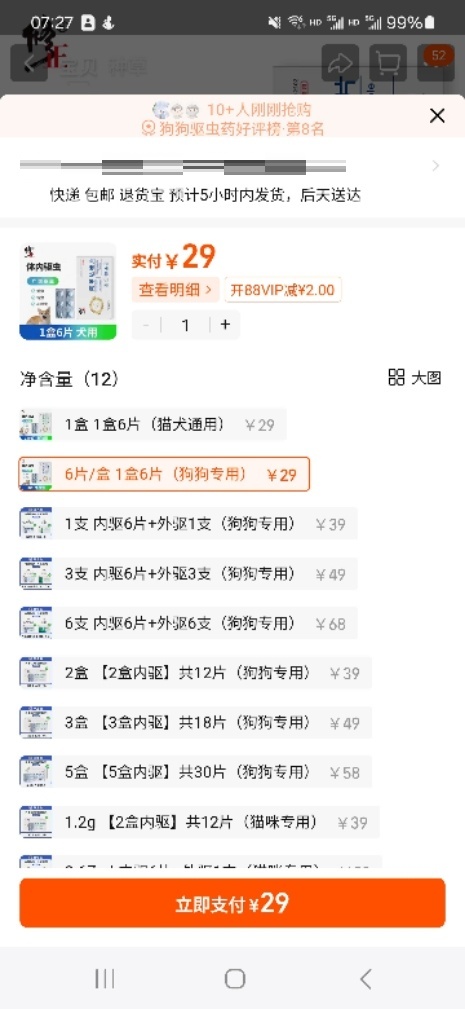 07:27
HD 5G HD 5G 99%
修正
宝贝 评率
52
10+人刚刚抢购
狗狗驱虫药好评榜·第8名
快递 包邮 退货宝 预计5小时内发货，后天送达
体内驱虫
1盒6片 犬用
实付¥29
查看明细 >
开88VIP减¥2.00
- 1 +
净含量（12）
大图
1盒 1盒6片（猫犬通用） ¥29
6片/盒 1盒6片（狗狗专用） ¥29
1支 内驱6片+外驱1支（狗狗专用） ¥39
3支 内驱6片+外驱3支（狗狗专用） ¥49
6支 内驱6片+外驱6支（狗狗专用） ¥68
2盒 【2盒内驱】共12片（狗狗专用） ¥39
3盒 【3盒内驱】共18片（狗狗专用） ¥49
5盒 【5盒内驱】共30片（狗狗专用） ¥58
1.2g 【2盒内驱】共12片（猫咪专用） ¥39
立即支付 ¥29